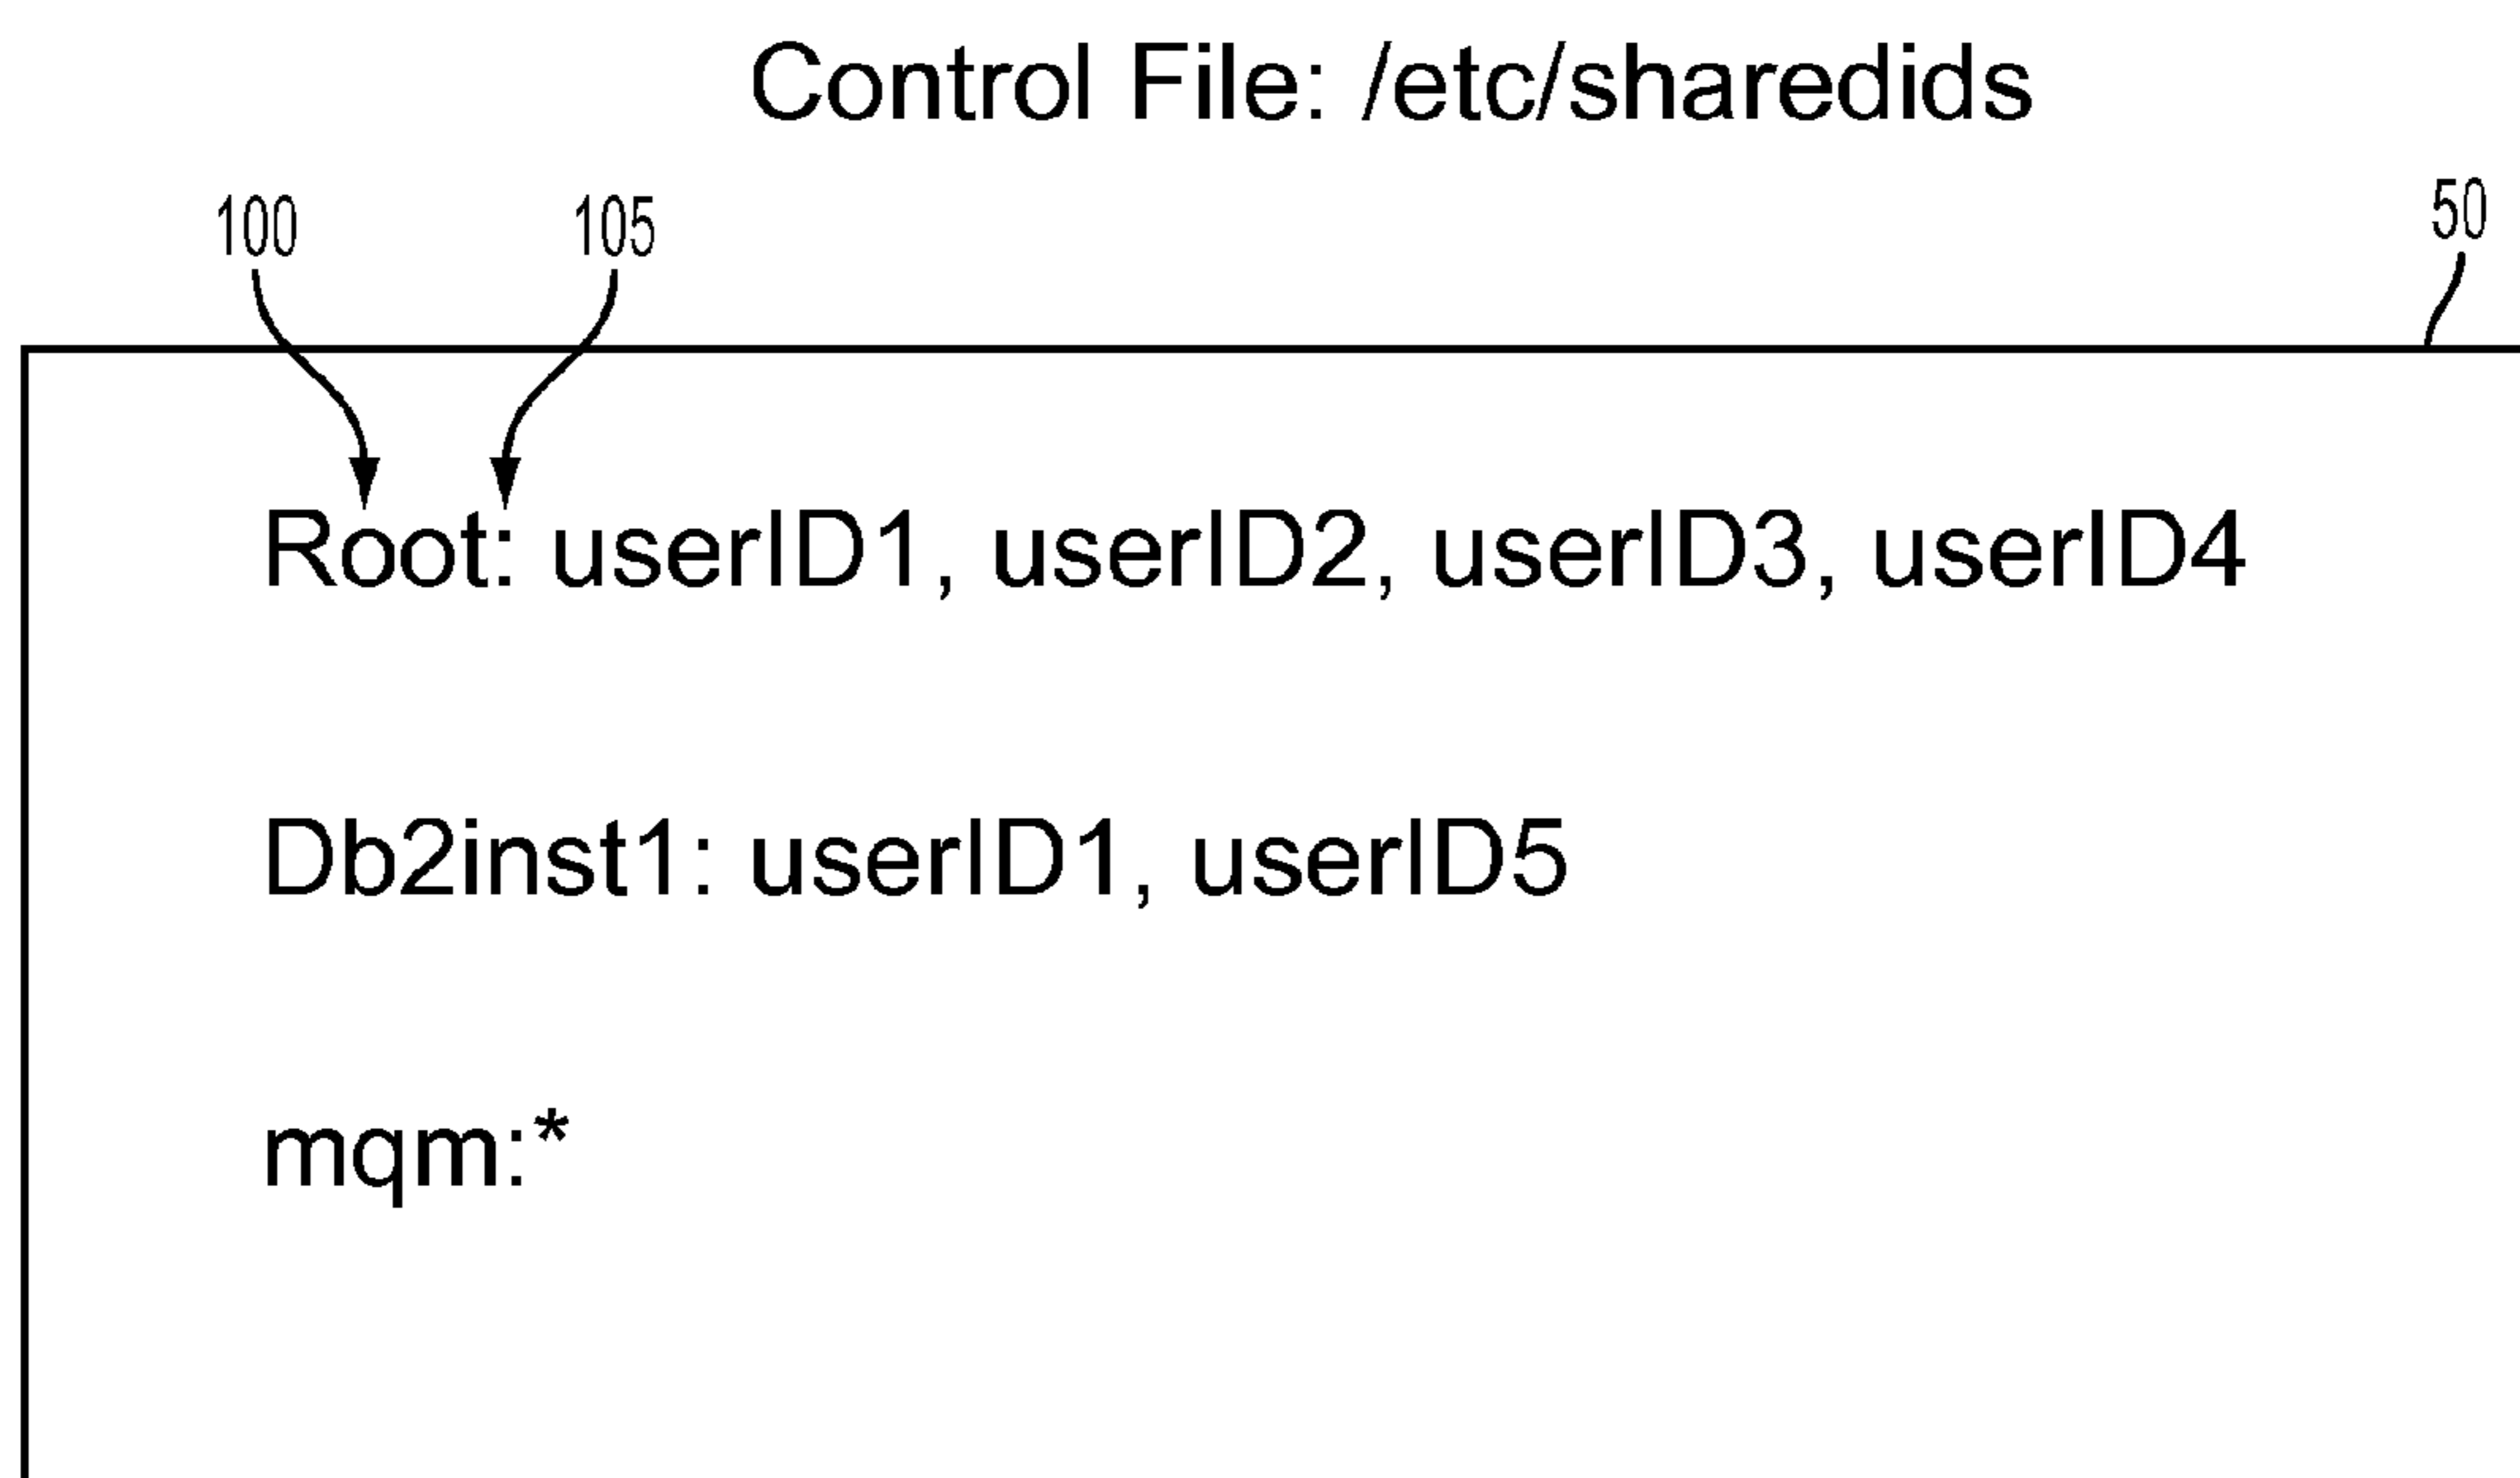 Control File: /etc/sharedids
100 105 50
Root: userID1, userID2, userID3, userID4
Db2inst1: userID1, userID5
mqm:*